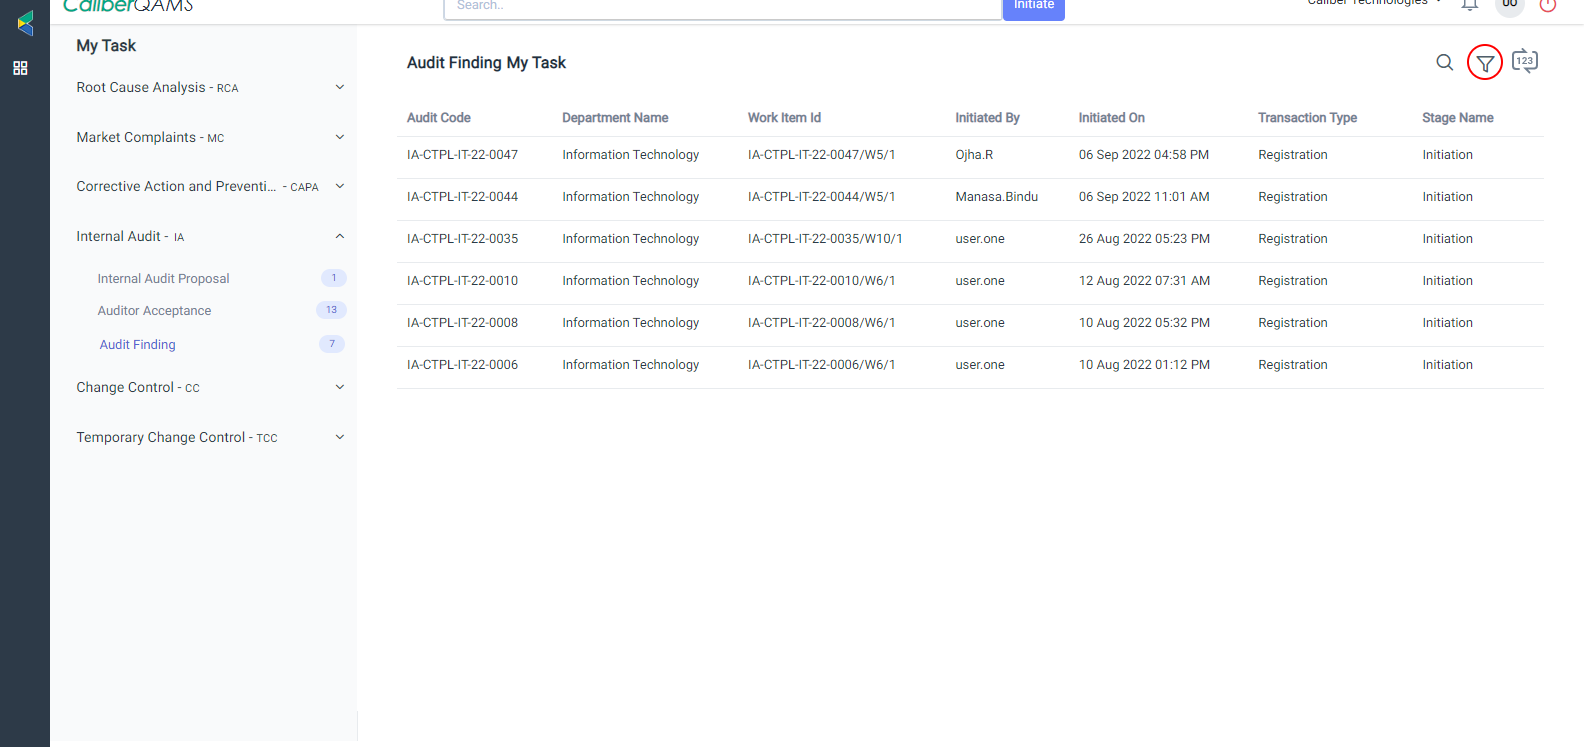 CaliberQAMS
Search..
Initiate
Caliber Technologies
My Task
Root Cause Analysis - RCA
Market Complaints - MC
Corrective Action and Preventi... - CAPA
Internal Audit - IA
Internal Audit Proposal 1
Auditor Acceptance 13
Audit Finding 7
Change Control - CC
Temporary Change Control - TCC
Audit Finding My Task
123
Audit Code Department Name Work Item Id Initiated By Initiated On Transaction Type Stage Name
IA-CTPL-IT-22-0047 Information Technology IA-CTPL-IT-22-0047/W5/1 Ojha.R 06 Sep 2022 04:58 PM Registration Initiation
IA-CTPL-IT-22-0044 Information Technology IA-CTPL-IT-22-0044/W5/1 Manasa.Bindu 06 Sep 2022 11:01 AM Registration Initiation
IA-CTPL-IT-22-0035 Information Technology IA-CTPL-IT-22-0035/W10/1 user.one 26 Aug 2022 05:23 PM Registration Initiation
IA-CTPL-IT-22-0010 Information Technology IA-CTPL-IT-22-0010/W6/1 user.one 12 Aug 2022 07:31 AM Registration Initiation
IA-CTPL-IT-22-0008 Information Technology IA-CTPL-IT-22-0008/W6/1 user.one 10 Aug 2022 05:32 PM Registration Initiation
IA-CTPL-IT-22-0006 Information Technology IA-CTPL-IT-22-0006/W6/1 user.one 10 Aug 2022 01:12 PM Registration Initiation